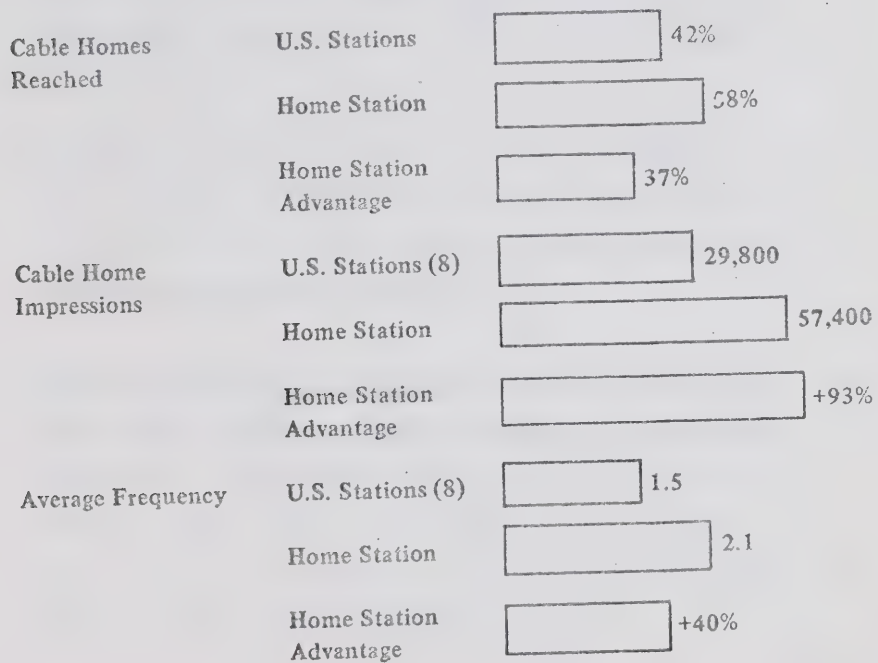 Cable Homes
Reached
U.S. Stations 42%
Home Station 58%
Home Station
Advantage 37%
Cable Home
Impressions
U.S. Stations (8) 29,800
Home Station 57,400
Home Station
Advantage +93%
Average Frequency
U.S. Stations (8) 1.5
Home Station 2.1
Home Station
Advantage +40%